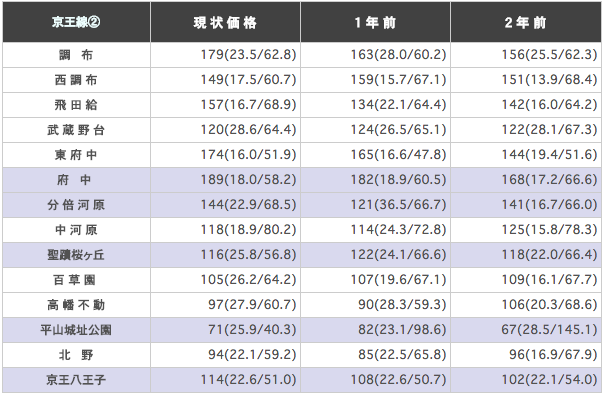 京王線② 現状価格 1年前 2年前
調布 179(23.5/62.8) 163(28.0/60.2) 156(25.5/62.3)
西調布 149(17.5/60.7) 159(15.7/67.1) 151(13.9/68.4)
飛田給 157(16.7/68.9) 134(22.1/64.4) 142(16.0/64.2)
武蔵野台 120(28.6/64.4) 124(26.5/65.1) 122(28.1/67.3)
東府中 174(16.0/51.9) 165(16.6/47.8) 144(19.4/51.6)
府中 189(18.0/58.2) 182(18.9/60.5) 168(17.2/66.6)
分倍河原 144(22.9/68.5) 121(36.5/66.7) 141(16.7/66.0)
中河原 118(18.9/80.2) 114(24.3/72.8) 125(15.8/78.3)
聖蹟桜ヶ丘 116(25.8/56.8) 122(24.1/66.6) 118(22.0/66.4)
百草園 105(26.2/64.2) 107(19.6/67.1) 109(16.1/67.7)
高幡不動 97(27.9/60.7) 90(28.3/59.3) 106(20.3/68.6)
平山城址公園 71(25.9/40.3) 82(23.1/98.6) 67(28.5/145.1)
北野 94(22.1/59.2) 85(22.5/65.8) 96(16.9/67.9)
京王八王子 114(22.6/51.0) 108(22.6/50.7) 102(22.1/54.0)